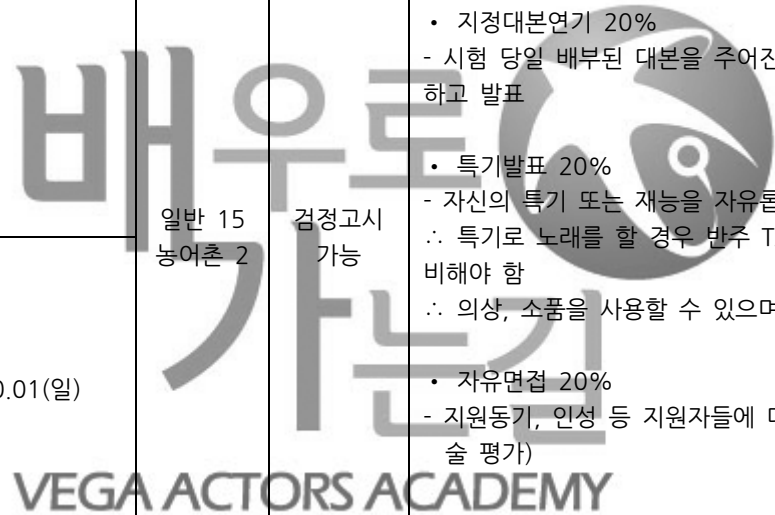 • 지정대본연기 20%
- 시험 당일 배부된 대본을 주어진
하고 발표
• 특기발표 20%
- 자신의 특기 또는 재능을 자유롭
∴ 특기로 노래를 할 경우 반주
비해야 함
∴ 의상, 소품을 사용할 수 있으며
• 자유면접 20%
- 지원동기, 인성 등 지원자들에
술 평가)
일반 15
농어촌 2
검정고시
가능
0.01(일)
배우로
가는길
VEGA ACTORS ACADEMY